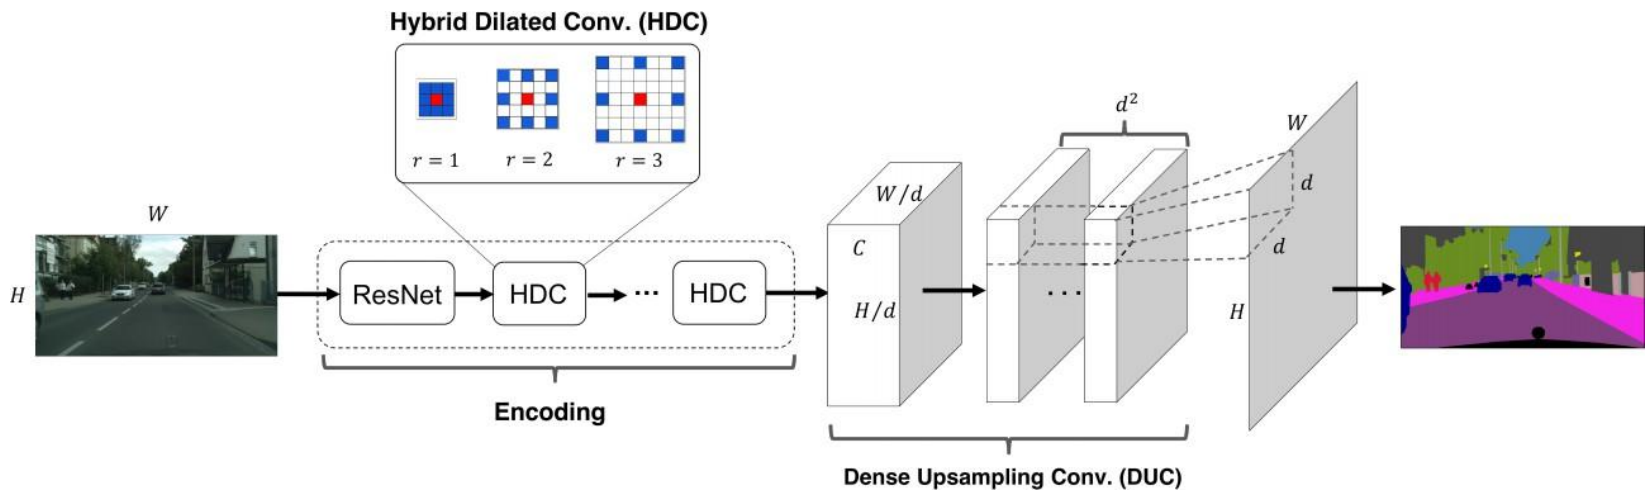 Hybrid Dilated Conv. (HDC)
r = 1
r = 2
r = 3
W
H
ResNet
HDC
...
HDC
Encoding
W/d
C
H/d
d²
...
W
d
d
H
Dense Upsampling Conv. (DUC)